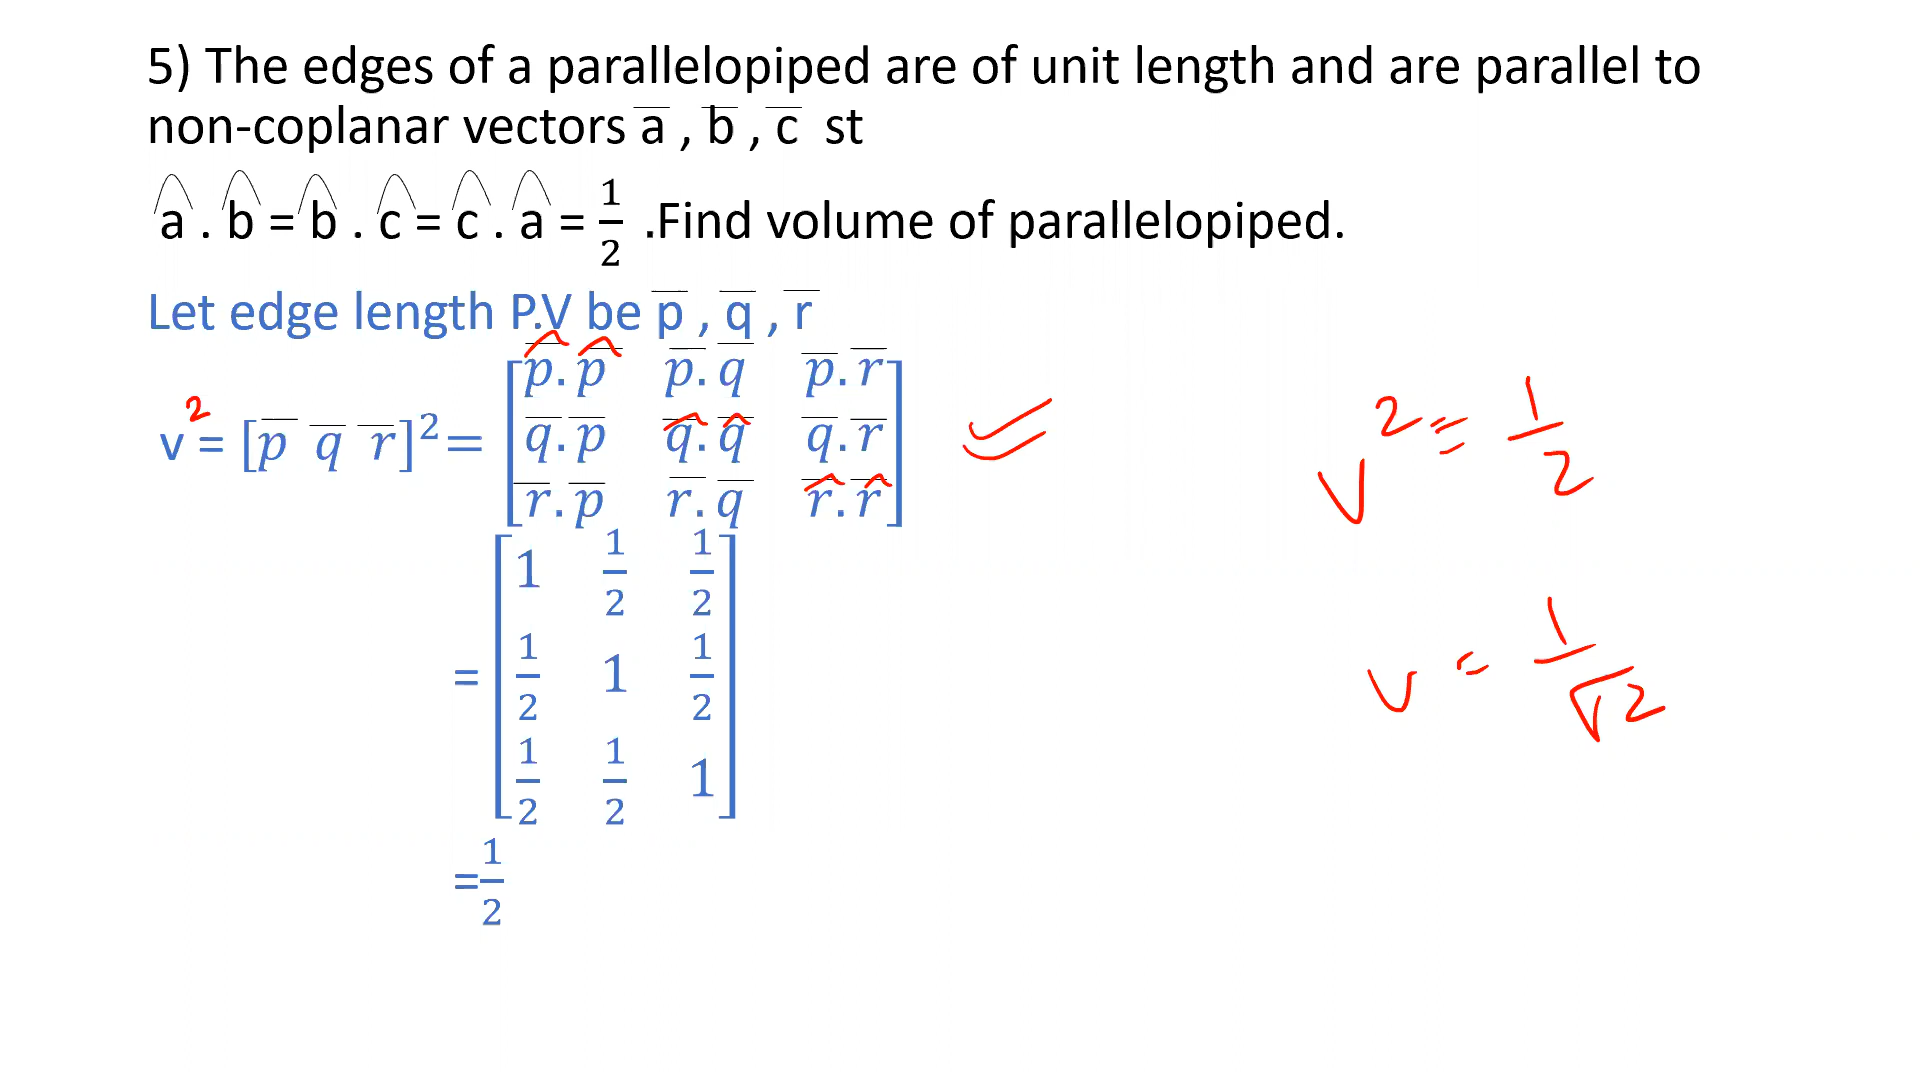 5) The edges of a parallelopiped are of unit length and are parallel to
non-coplanar vectors a̅ , b̅ , c̅ st
â . b̂ = b̂ . ĉ = ĉ . â = 1/2 .Find volume of parallelopiped.
Let edge length P.V be p̅ , q̅ , r̅
v² = [p̅ q̅ r̅]² = [p̅.p̅ p̅.q̅ p̅.r̅
q̅.p̅ q̅.q̅ q̅.r̅
r̅.p̅ r̅.q̅ r̅.r̅]
= [1 1/2 1/2
1/2 1 1/2
1/2 1/2 1]
= 1/2
V² = 1/2
V = 1/√2